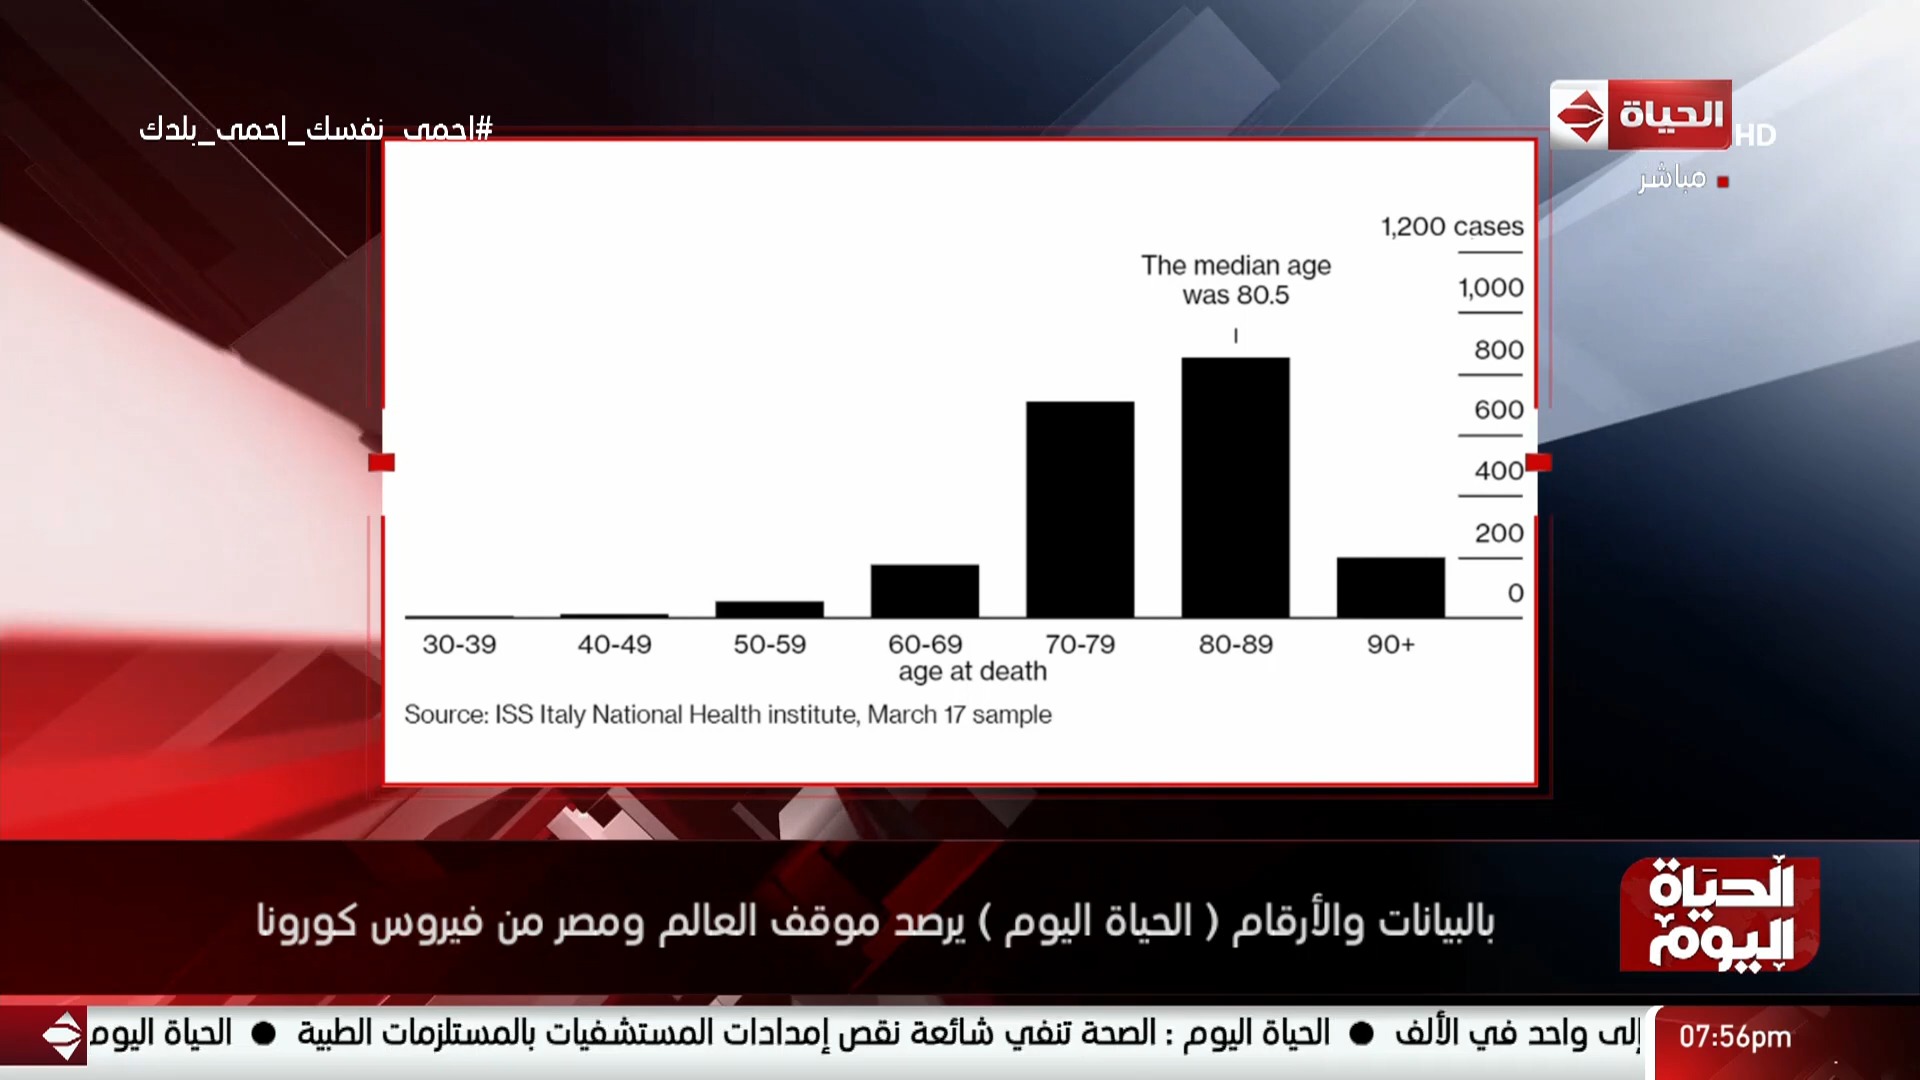 #احمى_نفسك_احمى_بلدك
الحياة
HD
مباشر
1,200 cases
The median age
was 80.5
1,000
800
600
400
200
0
30-39 40-49 50-59 60-69 70-79 80-89 90+
age at death
Source: ISS Italy National Health institute, March 17 sample
بالبيانات والأرقام ( الحياة اليوم ) يرصد موقف العالم ومصر من فيروس كورونا
الحياة
اليوم
إلى واحد في الألف ● الحياة اليوم : الصحة تنفي شائعة نقص إمدادات المستشفيات بالمستلزمات الطبية ● الحياة اليوم
07:56pm